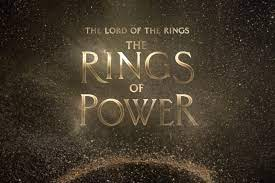 THE LORD OF THE RINGS
THE
RINGS
OF
POWER